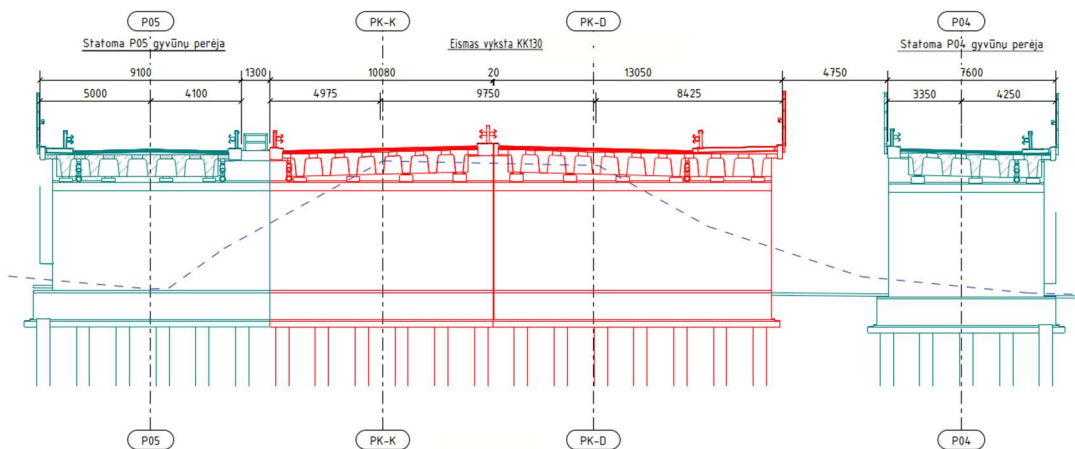 P05
PK-K
PK-D
P04
Statoma P05 gyvūnų perėja
Eismas vyksta KK130
Statoma P04 gyvūnų perėja
9100
1300
10080
20
13050
4750
7600
5000
4100
4975
9750
8425
3350
4250
P05
PK-K
PK-D
P04